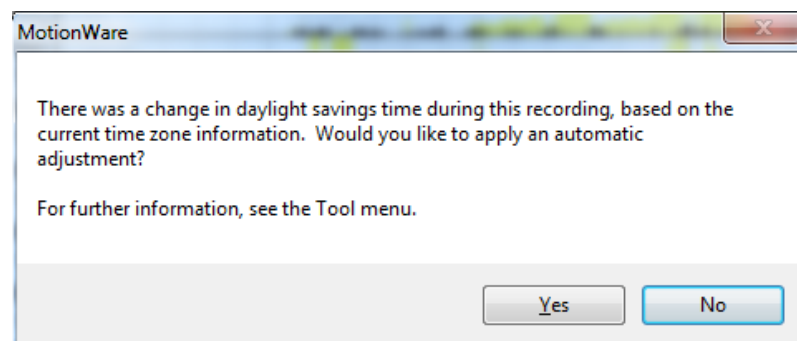 MotionWare
There was a change in daylight savings time during this recording, based on the
current time zone information.  Would you like to apply an automatic
adjustment?
For further information, see the Tool menu.
Yes
No